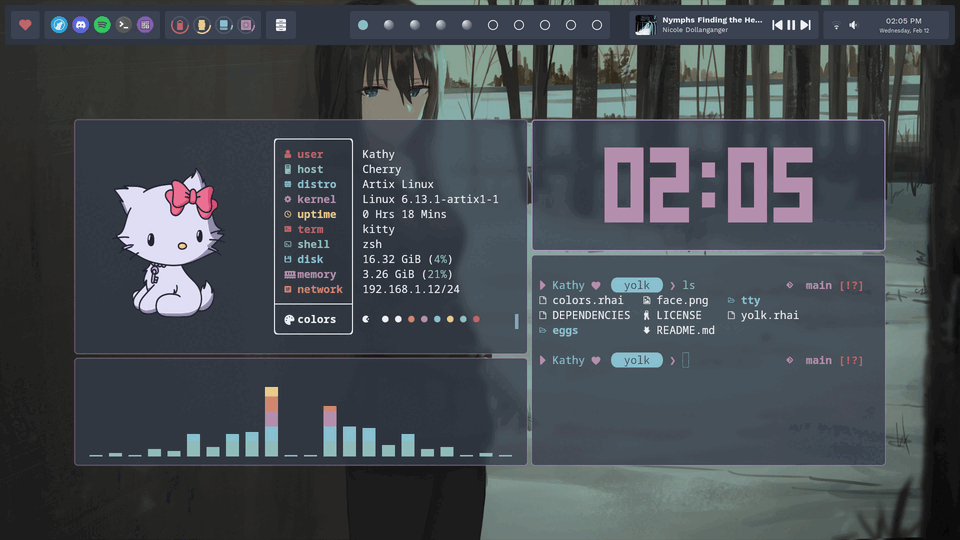 Nymphs Finding the He...
Nicole Dollanganger
02:05 PM
Wednesday, Feb 12
user Kathy
host Cherry
distro Artix Linux
kernel Linux 6.13.1-artix1-1
uptime 0 Hrs 18 Mins
term kitty
shell zsh
disk 16.32 GiB (4%)
memory 3.26 GiB (21%)
network 192.168.1.12/24
colors
02:05
Kathy yolk ls main [!?]
colors.rhai face.png tty
DEPENDENCIES LICENSE yolk.rhai
eggs README.md
Kathy yolk main [!?]